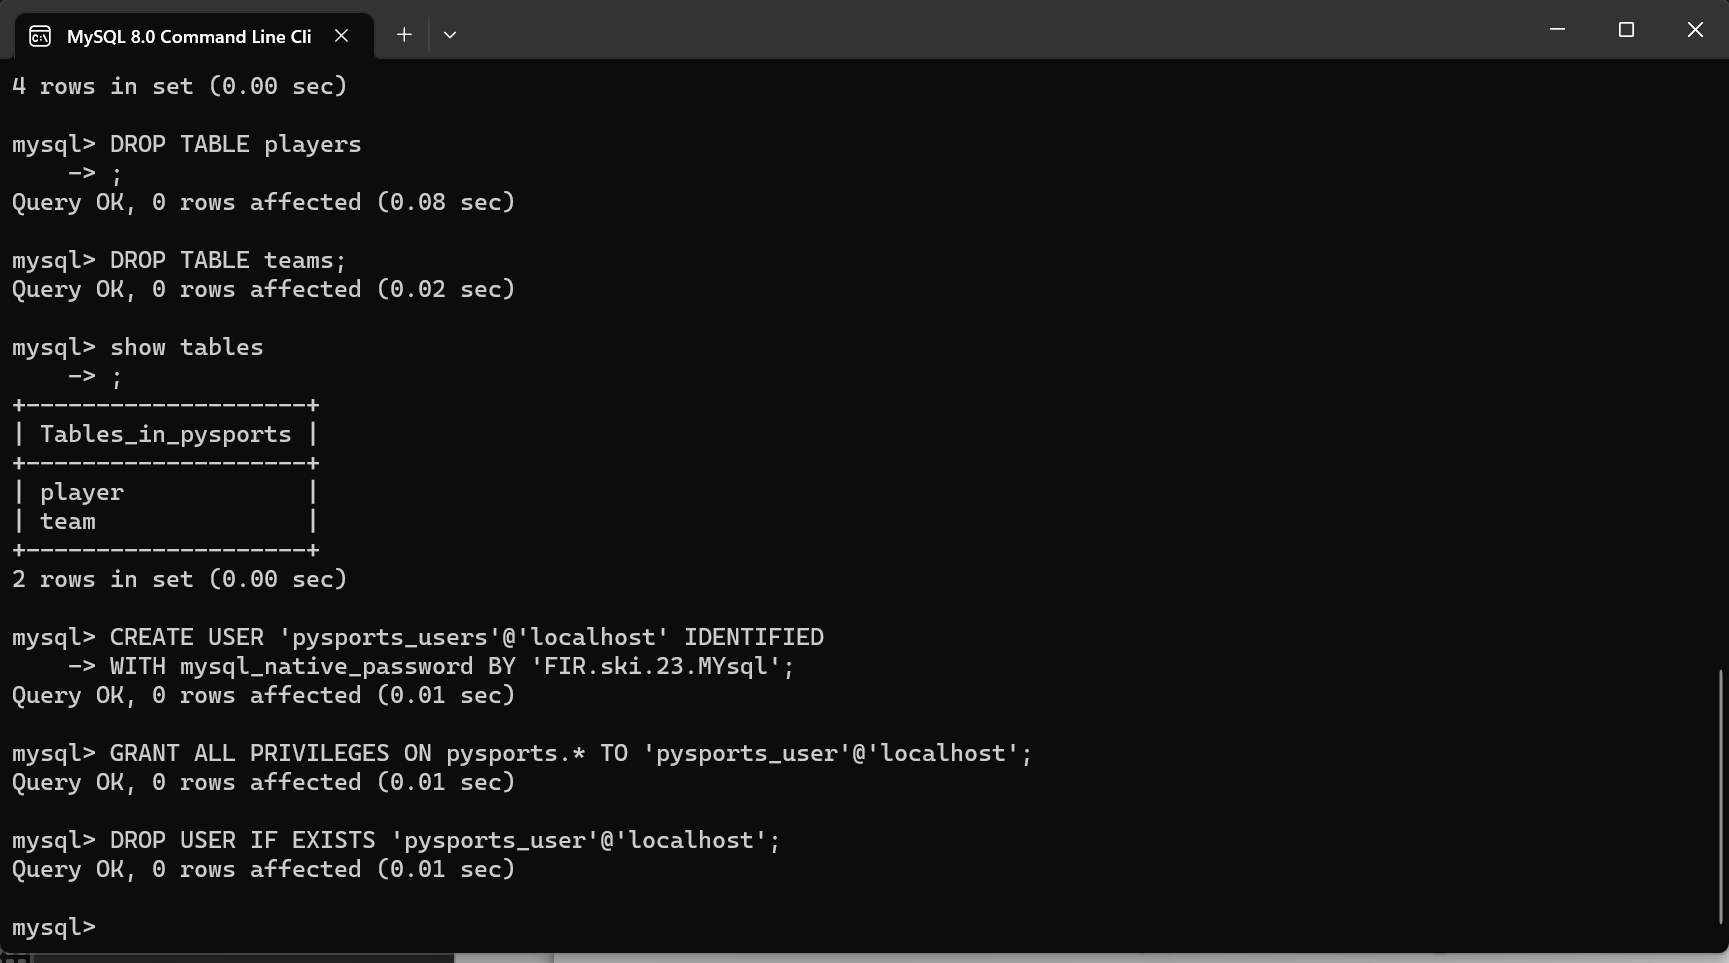 MySQL 8.0 Command Line Cli
4 rows in set (0.00 sec)
mysql> DROP TABLE players
    -> ;
Query OK, 0 rows affected (0.08 sec)
mysql> DROP TABLE teams;
Query OK, 0 rows affected (0.02 sec)
mysql> show tables
    -> ;
+--------------------+
| Tables_in_pysports |
+--------------------+
| player             |
| team               |
+--------------------+
2 rows in set (0.00 sec)
mysql> CREATE USER 'pysports_users'@'localhost' IDENTIFIED
    -> WITH mysql_native_password BY 'FIR.ski.23.MYsql';
Query OK, 0 rows affected (0.01 sec)
mysql> GRANT ALL PRIVILEGES ON pysports.* TO 'pysports_user'@'localhost';
Query OK, 0 rows affected (0.01 sec)
mysql> DROP USER IF EXISTS 'pysports_user'@'localhost';
Query OK, 0 rows affected (0.01 sec)
mysql>